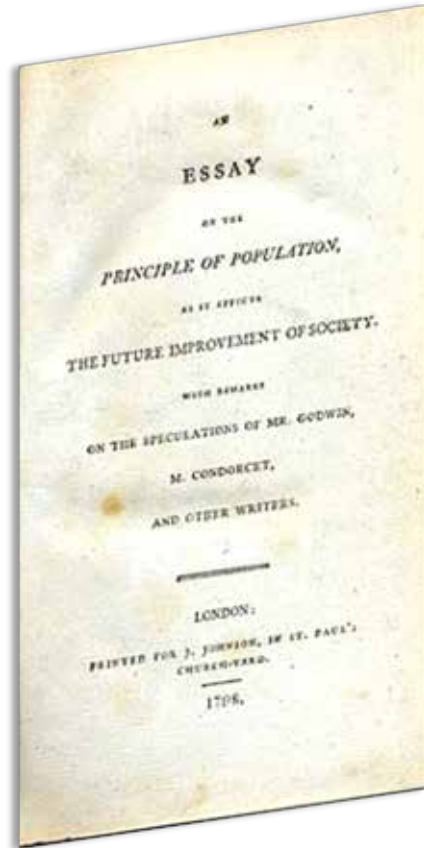 AN
ESSAY
ON THE
PRINCIPLE OF POPULATION,
AS IT AFFECTS
THE FUTURE IMPROVEMENT OF SOCIETY.
WITH REMARKS
ON THE SPECULATIONS OF MR. GODWIN,
M. CONDORCET,
AND OTHER WRITERS.
LONDON:
PRINTED FOR J. JOHNSON, IN ST. PAUL'S
CHURCH-YARD.
1798.